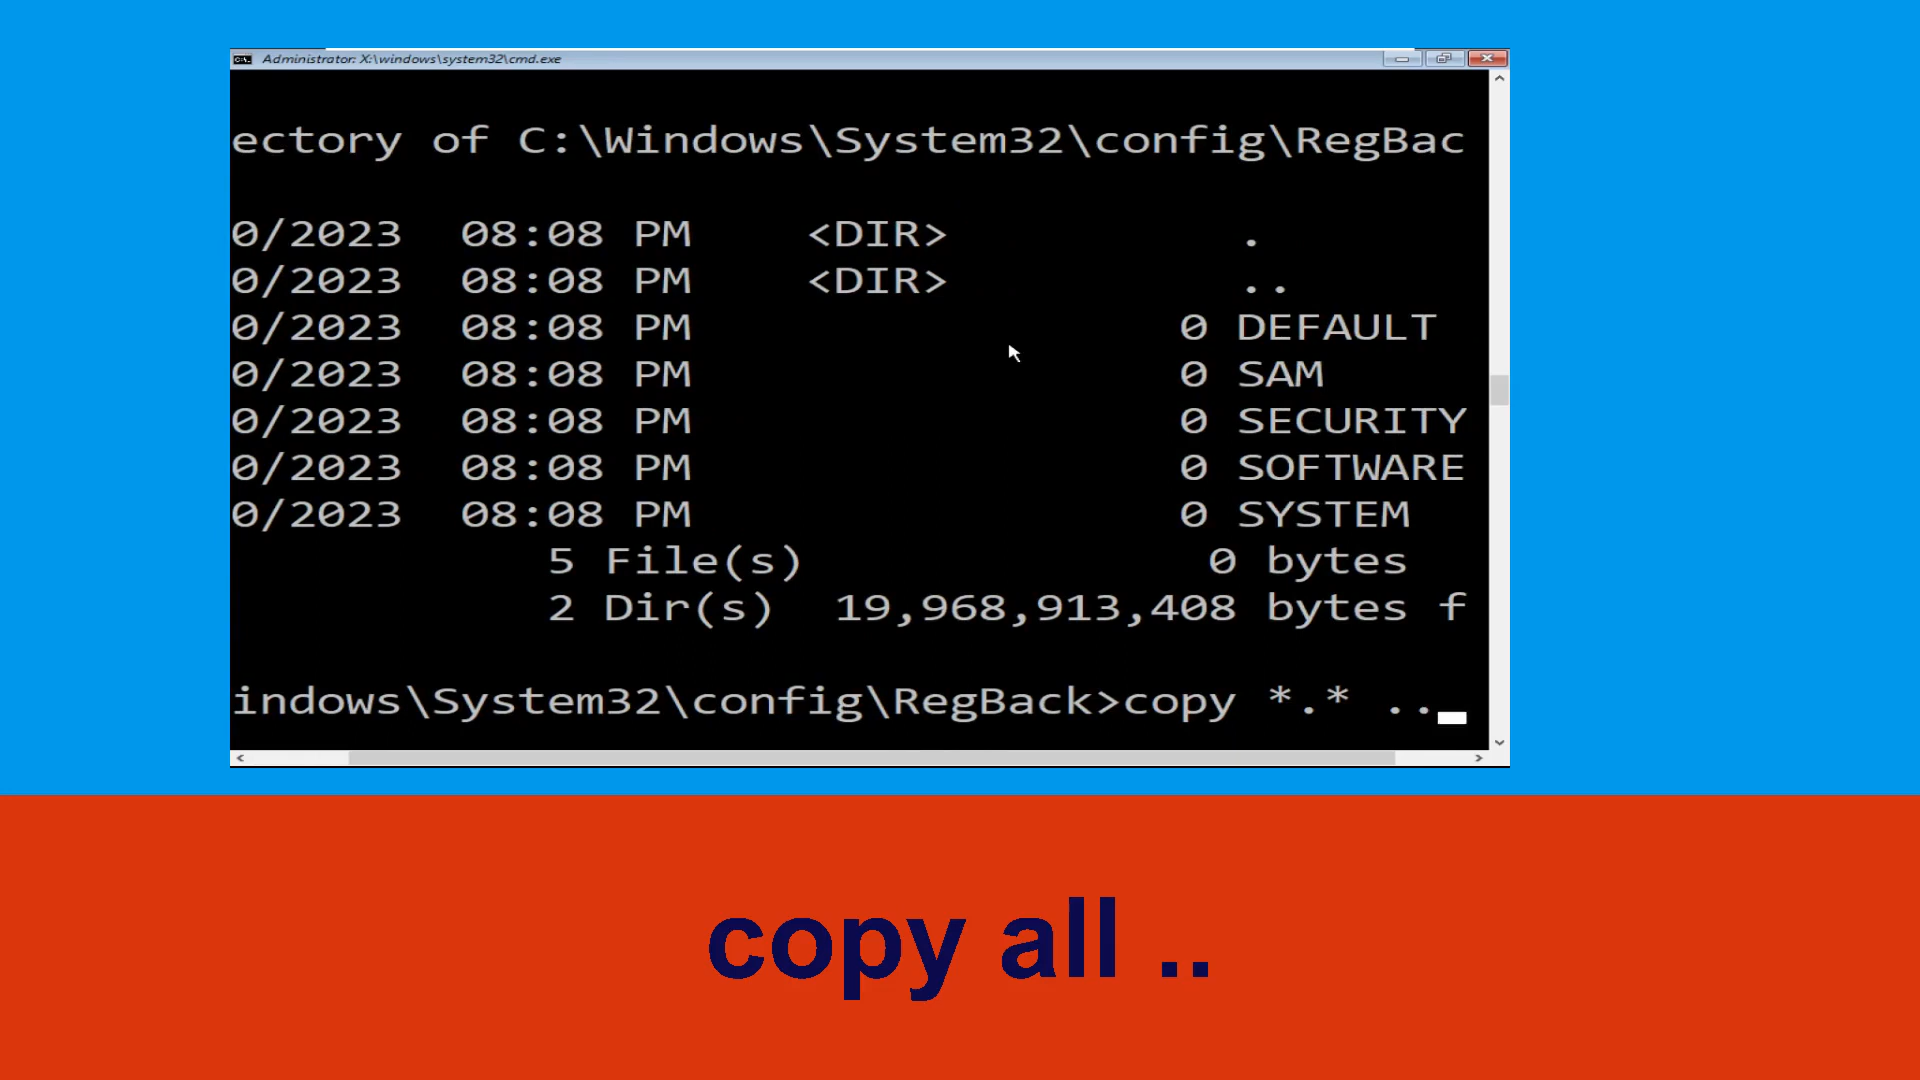 Administrator: X:\windows\system32\cmd.exe
ectory of C:\Windows\System32\config\RegBac
0/2023 08:08 PM <DIR> .
0/2023 08:08 PM <DIR> ..
0/2023 08:08 PM 0 DEFAULT
0/2023 08:08 PM 0 SAM
0/2023 08:08 PM 0 SECURITY
0/2023 08:08 PM 0 SOFTWARE
0/2023 08:08 PM 0 SYSTEM
5 File(s) 0 bytes
2 Dir(s) 19,968,913,408 bytes f
indows\System32\config\RegBack>copy *.* ..
copy all ..